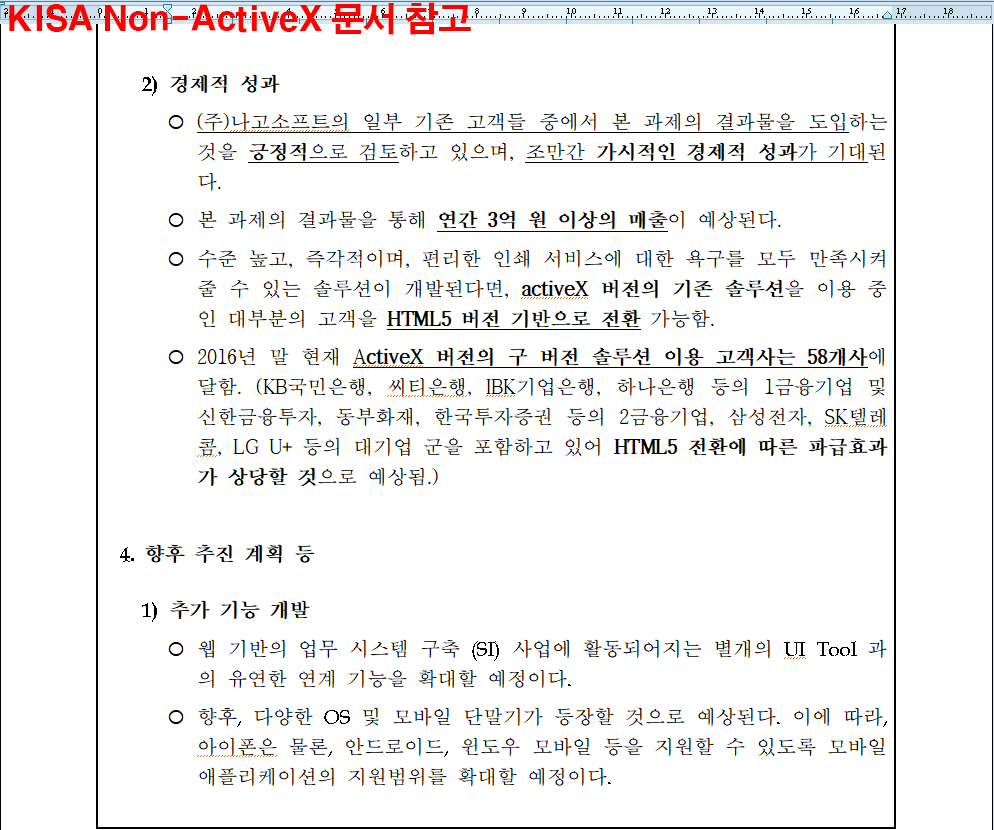 KISA Non-ActiveX 문서 참고
2) 경제적 성과
○ (주)나고소프트의 일부 기존 고객들 중에서 본 과제의 결과물을 도입하는
것을 긍정적으로 검토하고 있으며, 조만간 가시적인 경제적 성과가 기대된
다.
○ 본 과제의 결과물을 통해 연간 3억 원 이상의 매출이 예상된다.
○ 수준 높고, 즉각적이며, 편리한 인쇄 서비스에 대한 욕구를 모두 만족시켜
줄 수 있는 솔루션이 개발된다면, activeX 버전의 기존 솔루션을 이용 중
인 대부분의 고객을 HTML5 버전 기반으로 전환 가능함.
○ 2016년 말 현재 ActiveX 버전의 구 버전 솔루션 이용 고객사는 58개사에
달함. (KB국민은행, 씨티은행, IBK기업은행, 하나은행 등의 1금융기업 및
신한금융투자, 동부화재, 한국투자증권 등의 2금융기업, 삼성전자, SK텔레
콤, LG U+ 등의 대기업 군을 포함하고 있어 HTML5 전환에 따른 파급효과
가 상당할 것으로 예상됨.)
4. 향후 추진 계획 등
1) 추가 기능 개발
○ 웹 기반의 업무 시스템 구축 (SI) 사업에 활동되어지는 별개의 UI Tool 과
의 유연한 연계 기능을 확대할 예정이다.
○ 향후, 다양한 OS 및 모바일 단말기가 등장할 것으로 예상된다. 이에 따라,
아이폰은 물론, 안드로이드, 윈도우 모바일 등을 지원할 수 있도록 모바일
애플리케이션의 지원범위를 확대할 예정이다.